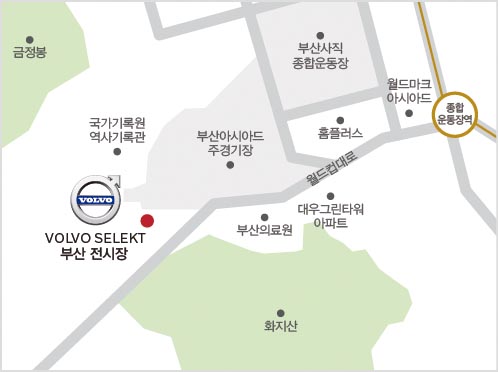 금정봉
부산사직
종합운동장
월드마크
아시아드
종합
운동장역
국가기록원
역사기록관
부산아시아드
주경기장
홈플러스
월드컵대로
VOLVO
VOLVO SELEKT
부산 전시장
대우그린타워
아파트
부산의료원
화지산